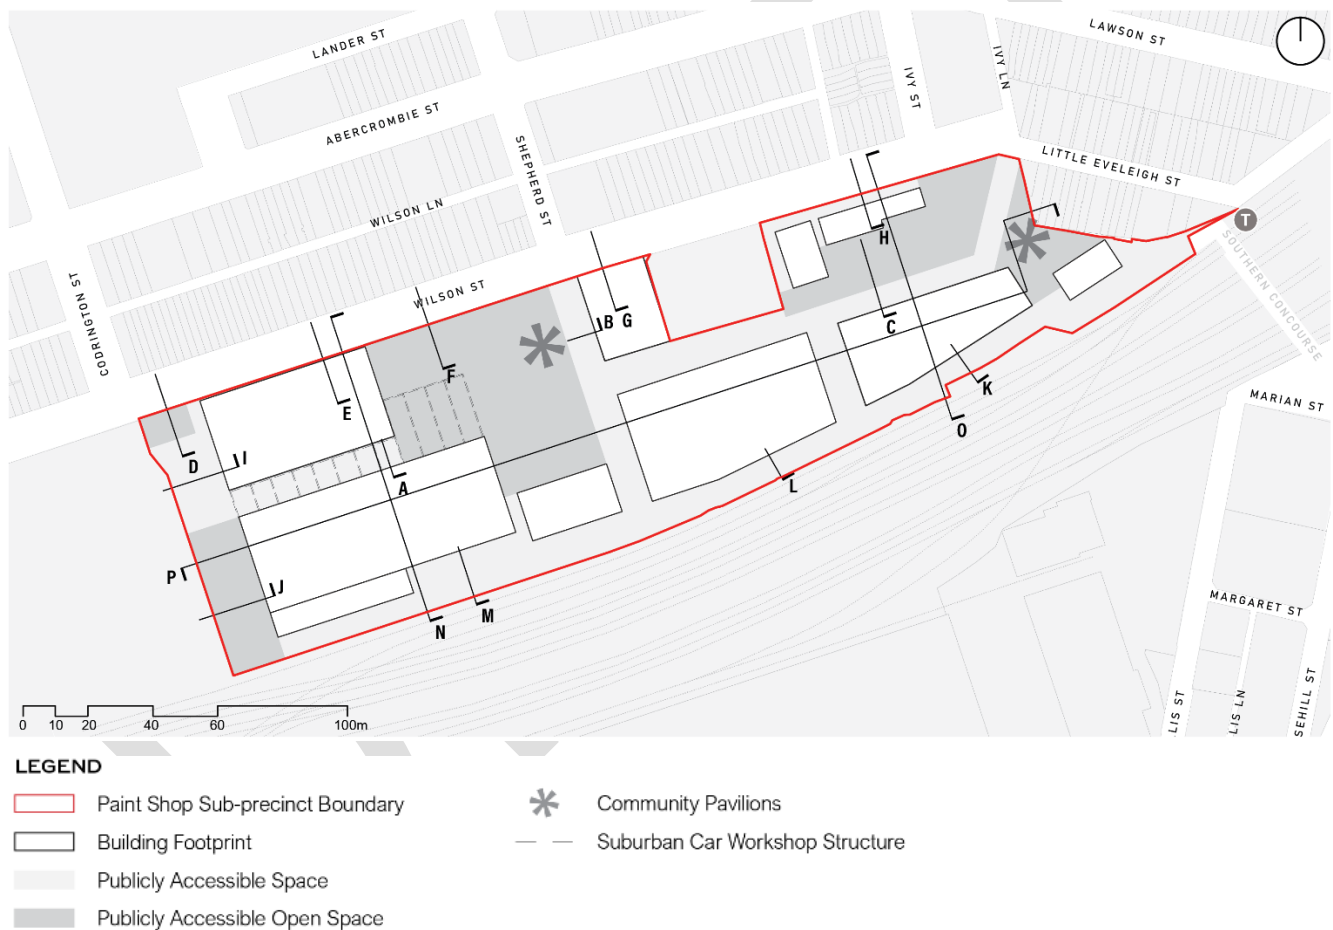 LANDER ST
ABERCROMBIE ST
SHEPHERD ST
WILSON LN
CODRINGTON ST
WILSON ST
IVY ST
IVY LN
LAWSON ST
LITTLE EVELEIGH ST
T
SOUTHERN CONCOURSE
H
B
G
C
F
E
K
O
D
I
A
L
P
J
N
M
MARIAN ST
MARGARET ST
LIS ST
LIS LN
SEHILL ST
0 10 20 40 60 100m
LEGEND
Paint Shop Sub-precinct Boundary
Building Footprint
Publicly Accessible Space
Publicly Accessible Open Space
Community Pavilions
Suburban Car Workshop Structure